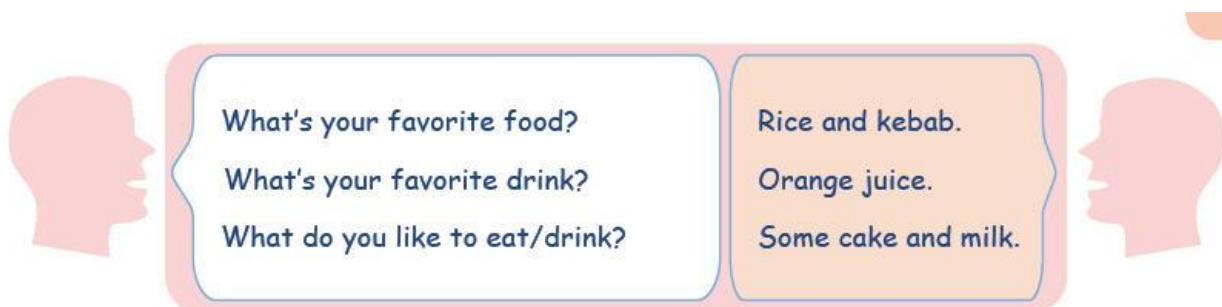 What's your favorite food?
Rice and kebab.
What's your favorite drink?
Orange juice.
What do you like to eat/drink?
Some cake and milk.